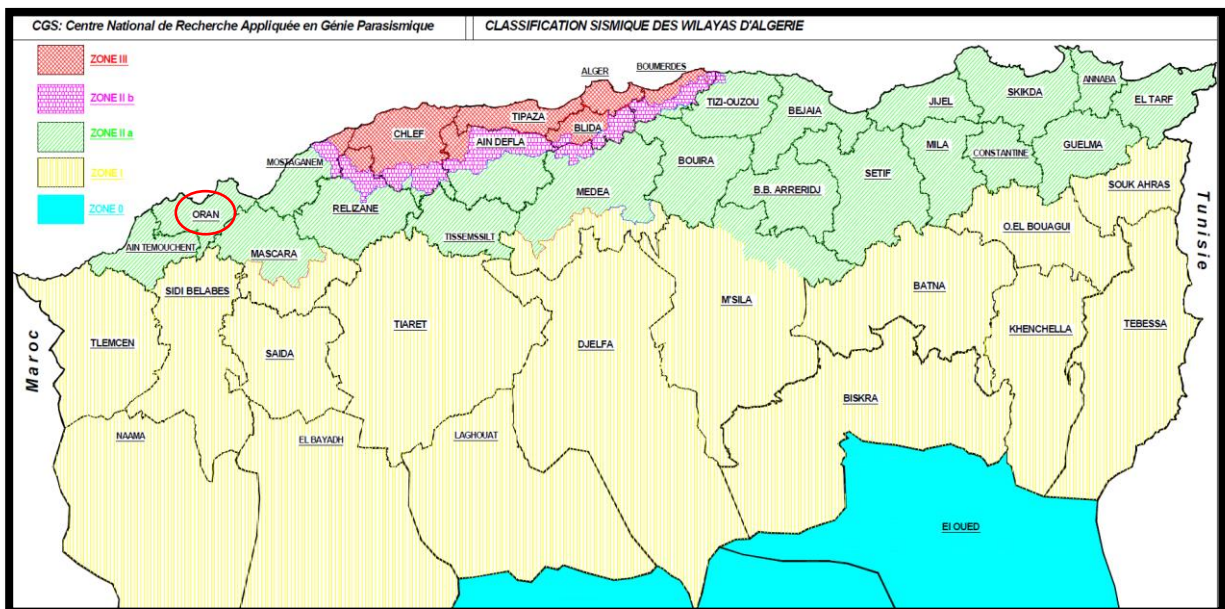 CGS: Centre National de Recherche Appliquée en Génie Parasismique
CLASSIFICATION SISMIQUE DES WILAYAS D'ALGERIE
ZONE III
ZONE II b
ZONE II a
ZONE I
ZONE 0
ALGER
BOUMERDES
TIPAZA
CHLEF
BLIDA
AIN DEFLA
TIZI-OUZOU
BEJAIA
JIJEL
SKIKDA
ANNABA
EL TARF
MOSTAGANEM
BOUIRA
MILA
CONSTANTINE
GUELMA
SETIF
B.B. ARRERIDJ
MEDEA
SOUK AHRAS
ORAN
RELIZANE
TISSEMSSILT
O.EL BOUAGUI
AIN TEMOUCHENT
MASCARA
SIDI BELABES
BATNA
M'SILA
KHENCHELLA
TEBESSA
TLEMCEN
SAIDA
TIARET
DJELFA
BISKRA
NAAMA
EL BAYADH
LAGHOUAT
El OUED
Maroc
Tunisie